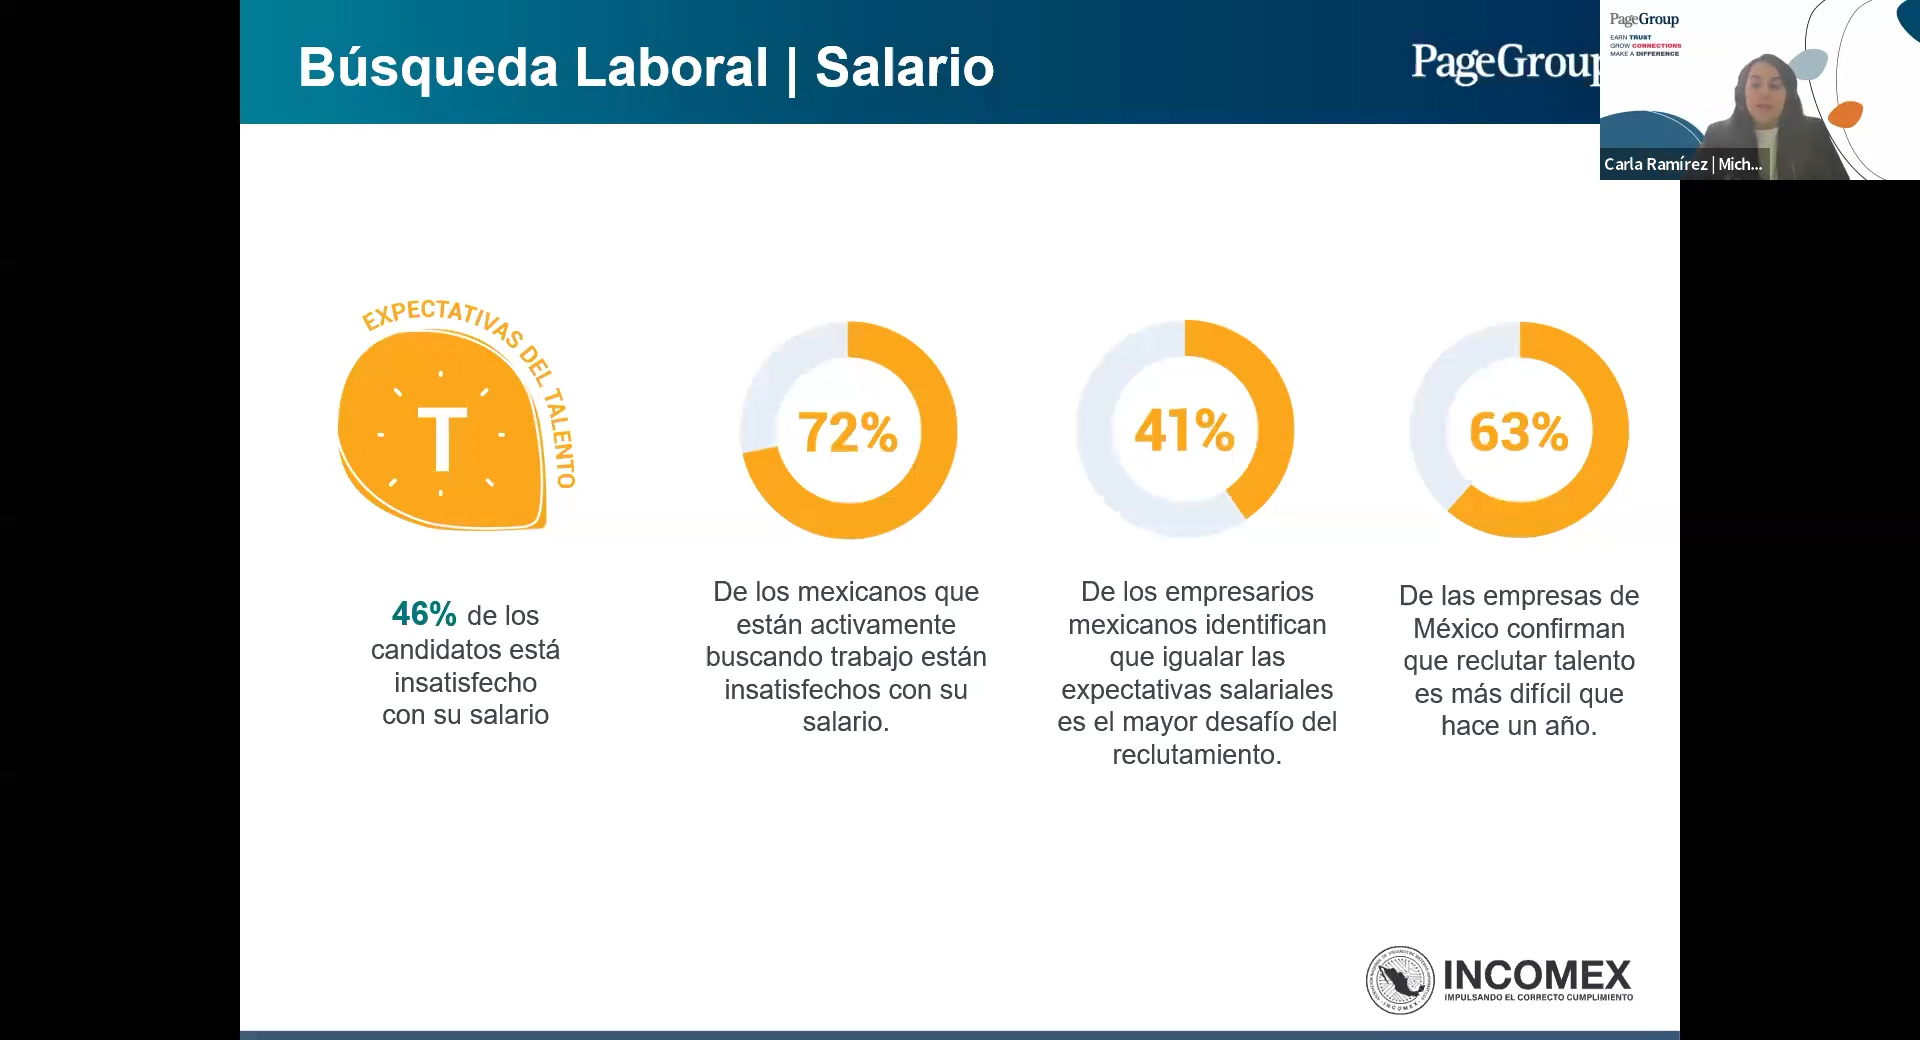 Búsqueda Laboral | Salario
PageGroup
PageGroup
EARN TRUST
GROW CONNECTIONS
MAKE A DIFFERENCE
Carla Ramírez | Mich...
EXPECTATIVAS DEL TALENTO
T
46% de los
candidatos está
insatisfecho
con su salario
72%
De los mexicanos que
están activamente
buscando trabajo están
insatisfechos con su
salario.
41%
De los empresarios
mexicanos identifican
que igualar las
expectativas salariales
es el mayor desafío del
reclutamiento.
63%
De las empresas de
México confirman
que reclutar talento
es más difícil que
hace un año.
INCOMEX
IMPULSANDO EL CORRECTO CUMPLIMIENTO